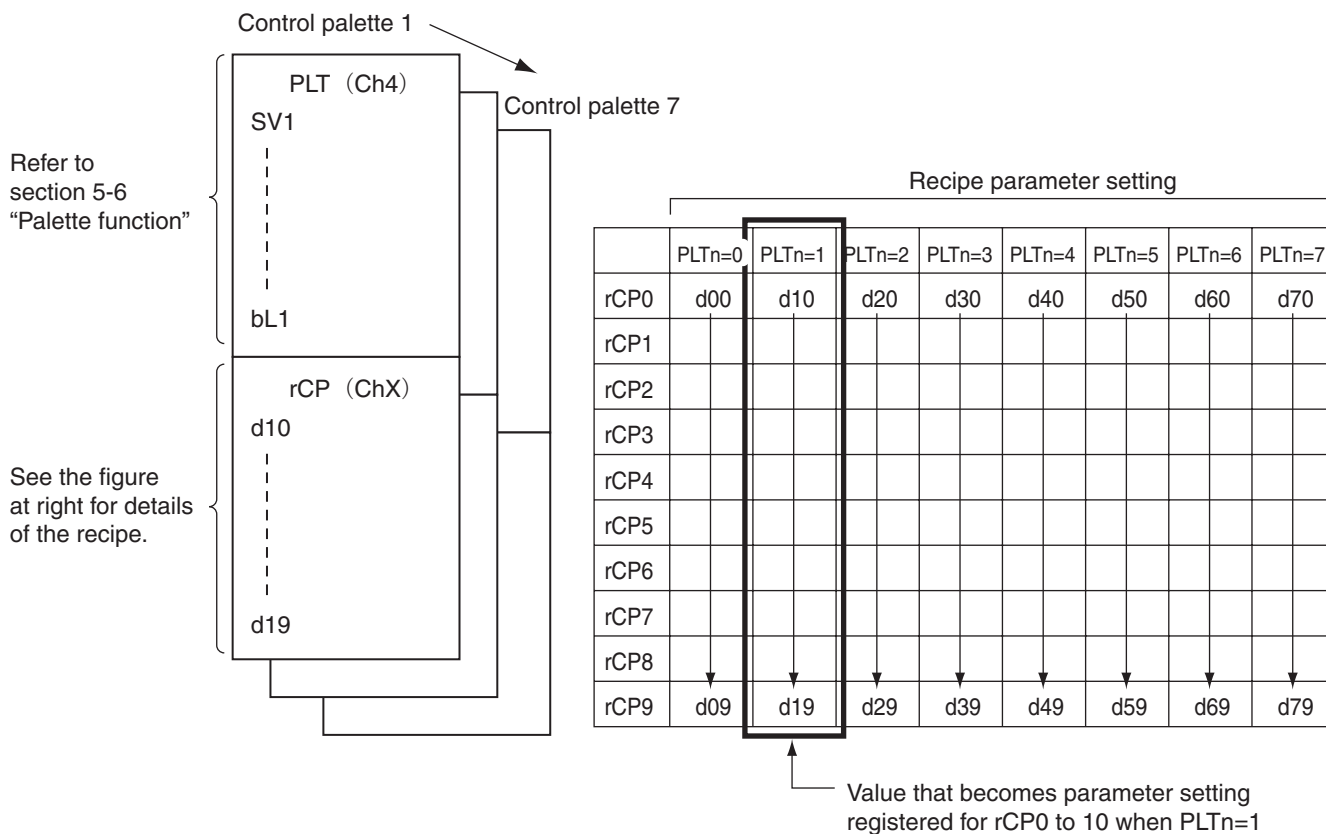 Control palette 1
PLT （Ch4）
Control palette 7
SV1
bL1
Refer to
section 5-6
“Palette function”
rCP （ChX）
d10
d19
See the figure
at right for details
of the recipe.
Recipe parameter setting
PLTn=0 PLTn=1 PLTn=2 PLTn=3 PLTn=4 PLTn=5 PLTn=6 PLTn=7
rCP0 d00 d10 d20 d30 d40 d50 d60 d70
rCP1
rCP2
rCP3
rCP4
rCP5
rCP6
rCP7
rCP8
rCP9 d09 d19 d29 d39 d49 d59 d69 d79
Value that becomes parameter setting
registered for rCP0 to 10 when PLTn=1